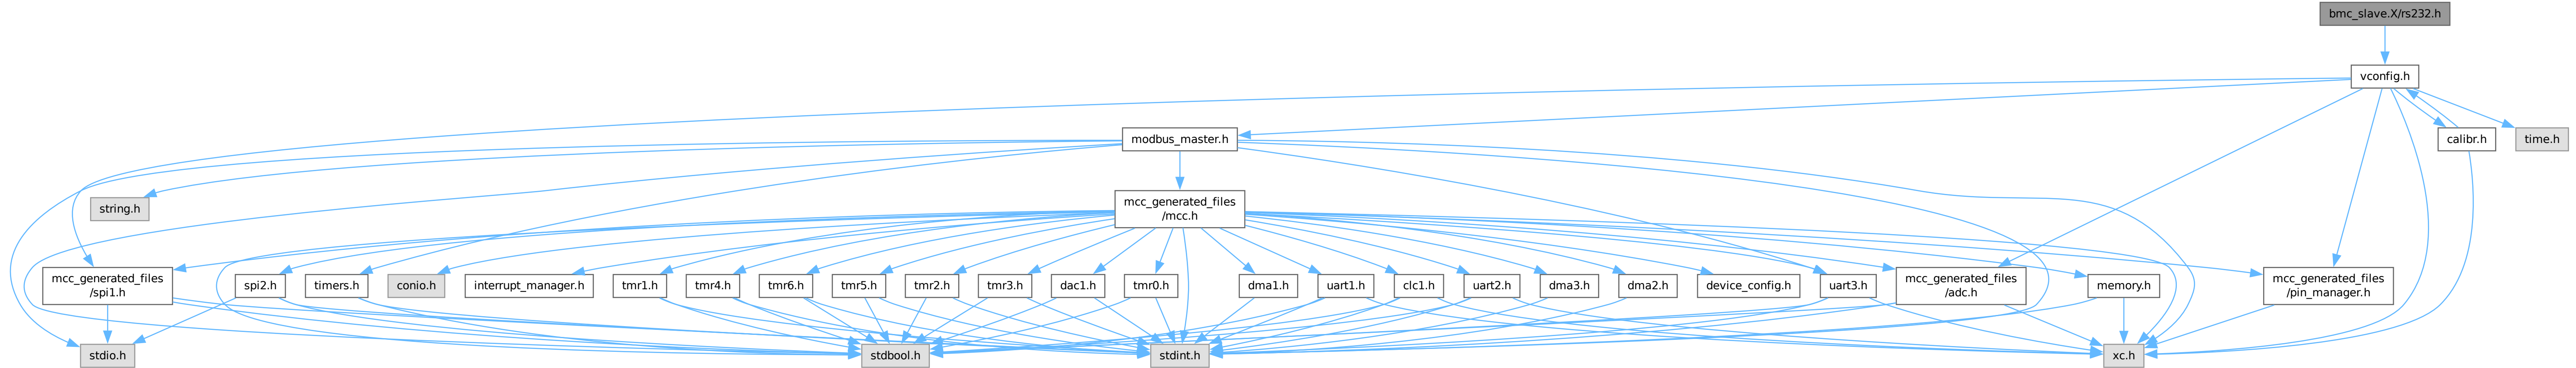 bmc_slave.X/rs232.h
vconfig.h
modbus_master.h
calibr.h
time.h
string.h
mcc_generated_files
/mcc.h
mcc_generated_files
/spi1.h
spi2.h
timers.h
conio.h
interrupt_manager.h
tmr1.h
tmr4.h
tmr6.h
tmr5.h
tmr2.h
tmr3.h
dac1.h
tmr0.h
dma1.h
uart1.h
clc1.h
uart2.h
dma3.h
dma2.h
device_config.h
uart3.h
mcc_generated_files
/adc.h
memory.h
mcc_generated_files
/pin_manager.h
stdio.h
stdbool.h
stdint.h
xc.h